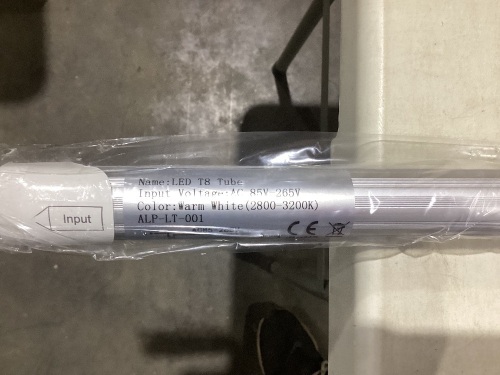 Name:LED T8 Tube
Input Voltage:AC 85V-265V
Color:Warm White(2800-3200K)
ALP-LT-001
Input
CE